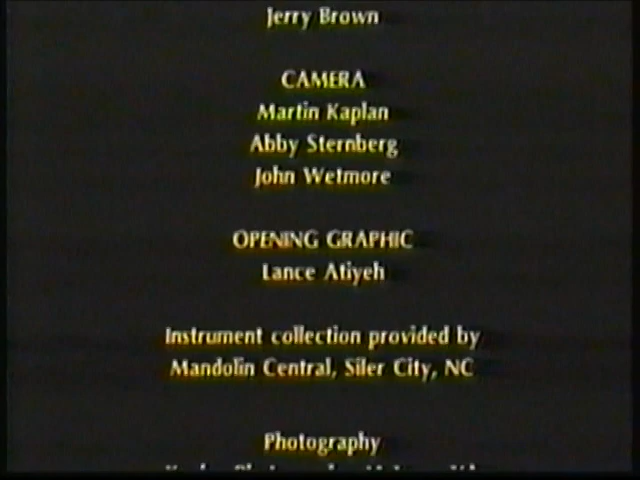 Jerry Brown
CAMERA
Martin Kaplan
Abby Sternberg
John Wetmore
OPENING GRAPHIC
Lance Atiyeh
Instrument collection provided by
Mandolin Central, Siler City, NC
Photography